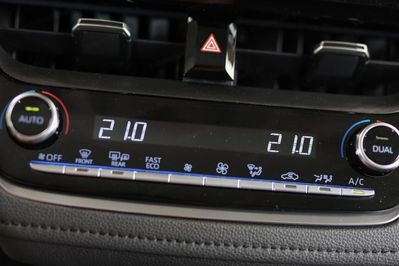 AUTO
21.0
21.0
DUAL
OFF
FRONT
REAR
FAST
ECO
A/C